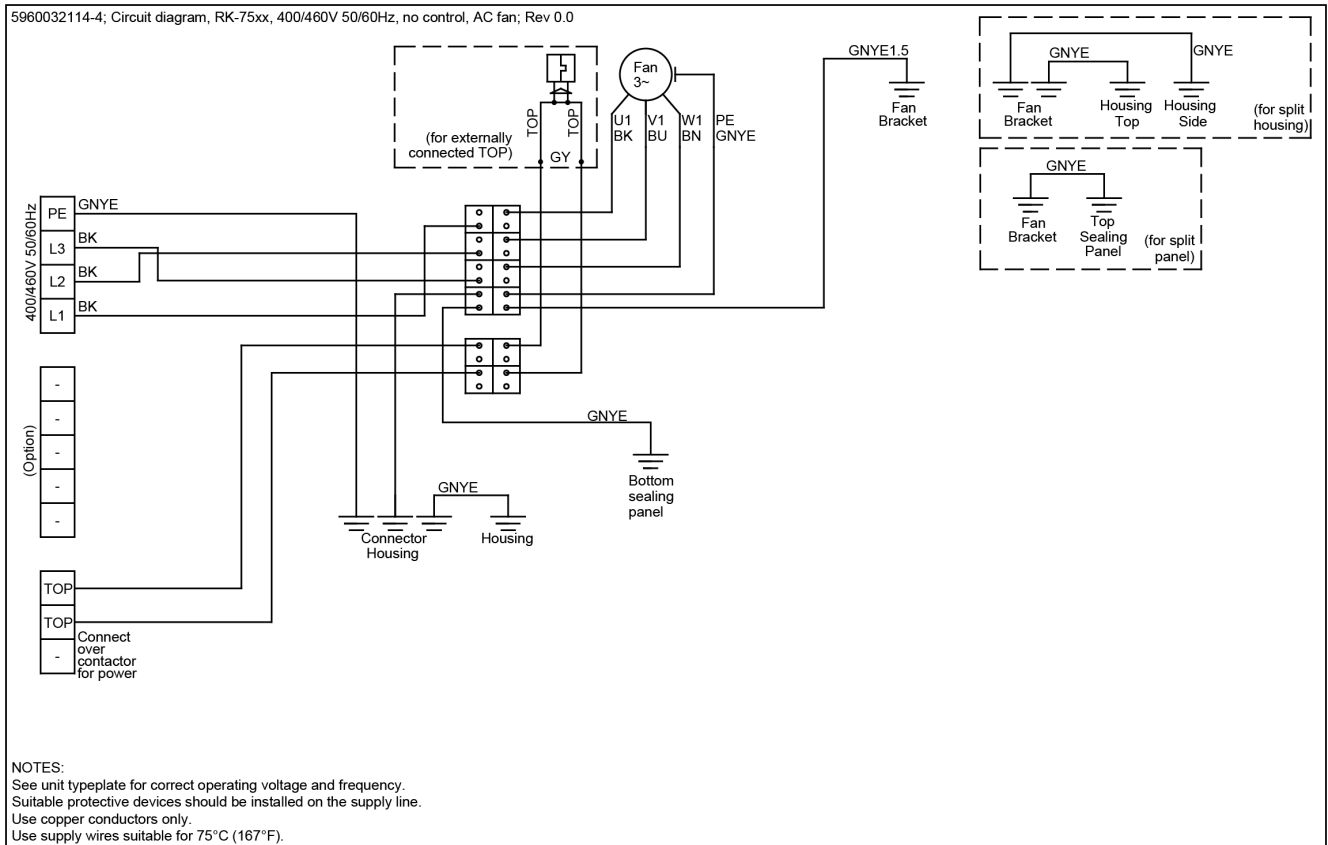 5960032114-4; Circuit diagram, RK-75xx, 400/460V 50/60Hz, no control, AC fan; Rev 0.0
(for externally
connected TOP)
TOP
TOP
GY
Fan
3~
U1
BK
V1
BU
W1
BN
PE
GNYE
GNYE1.5
Fan
Bracket
GNYE
GNYE
Fan
Bracket
Housing
Top
Housing
Side
(for split
housing)
GNYE
Fan
Bracket
Top
Sealing
Panel
(for split
panel)
400/460V 50/60Hz
PE
GNYE
L3
BK
L2
BK
L1
BK
(Option)
-
-
-
-
-
GNYE
Bottom
sealing
panel
GNYE
Connector
Housing
Housing
TOP
TOP
-
Connect
over
contactor
for power
NOTES:
See unit typeplate for correct operating voltage and frequency.
Suitable protective devices should be installed on the supply line.
Use copper conductors only.
Use supply wires suitable for 75°C (167°F).